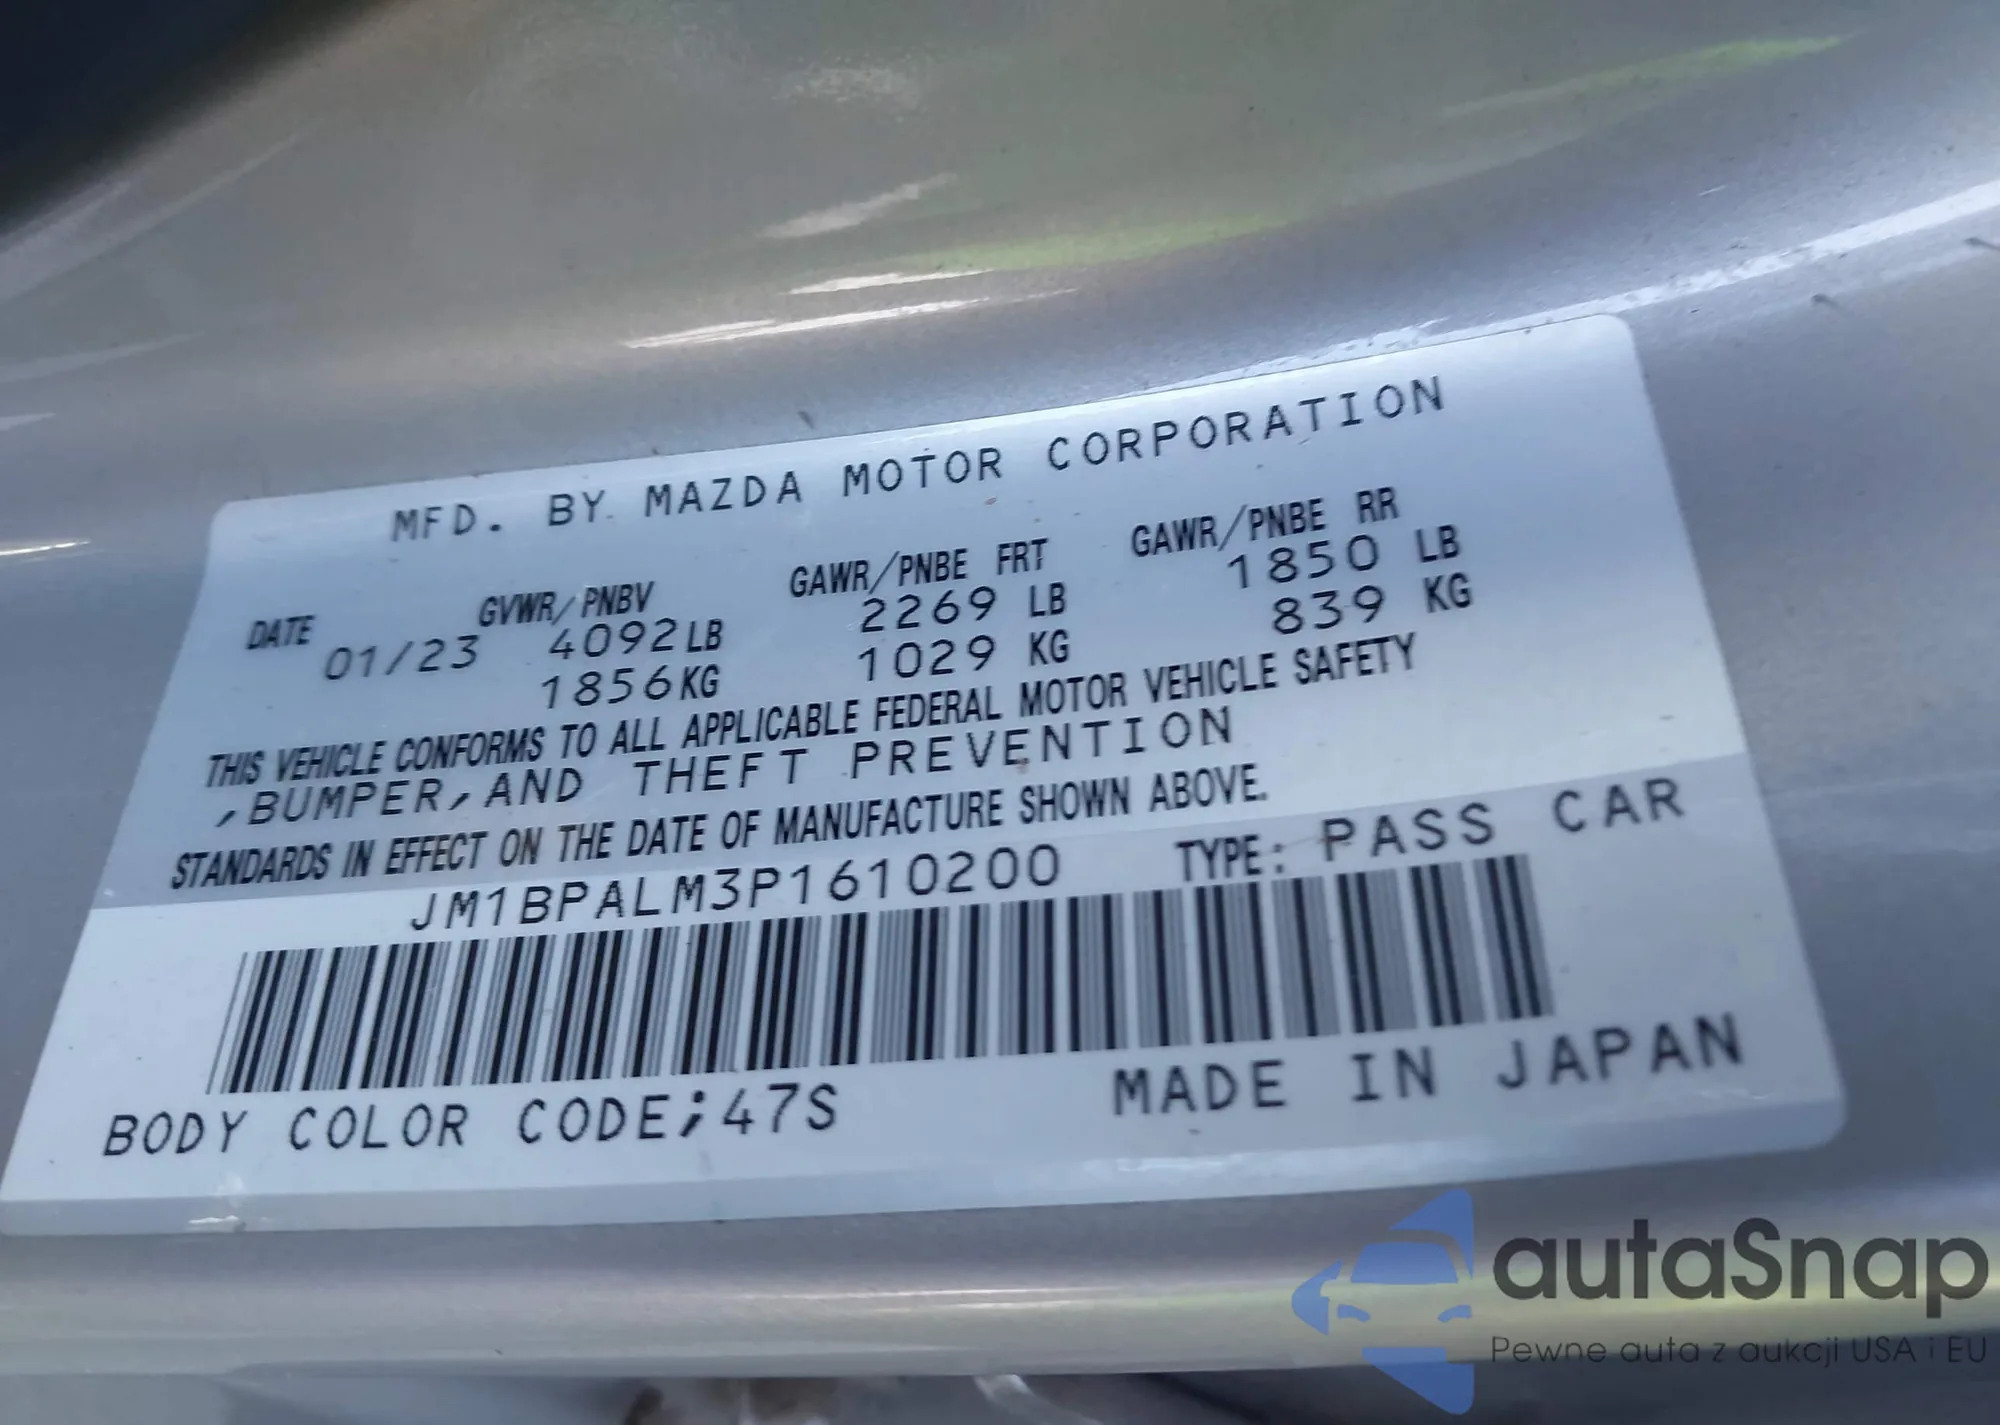 MFD. BY MAZDA MOTOR CORPORATION
DATE GVWR/PNBV GAWR/PNBE FRT GAWR/PNBE RR
01/23 4092LB 2269 LB 1850 LB
1856KG 1029 KG 839 KG
THIS VEHICLE CONFORMS TO ALL APPLICABLE FEDERAL MOTOR VEHICLE SAFETY
,BUMPER,AND THEFT PREVENTION
STANDARDS IN EFFECT ON THE DATE OF MANUFACTURE SHOWN ABOVE.
JM1BPALM3P1610200 TYPE: PASS CAR
BODY COLOR CODE;47S MADE IN JAPAN
autaSnap
Pewne auta z aukcji USA i EU